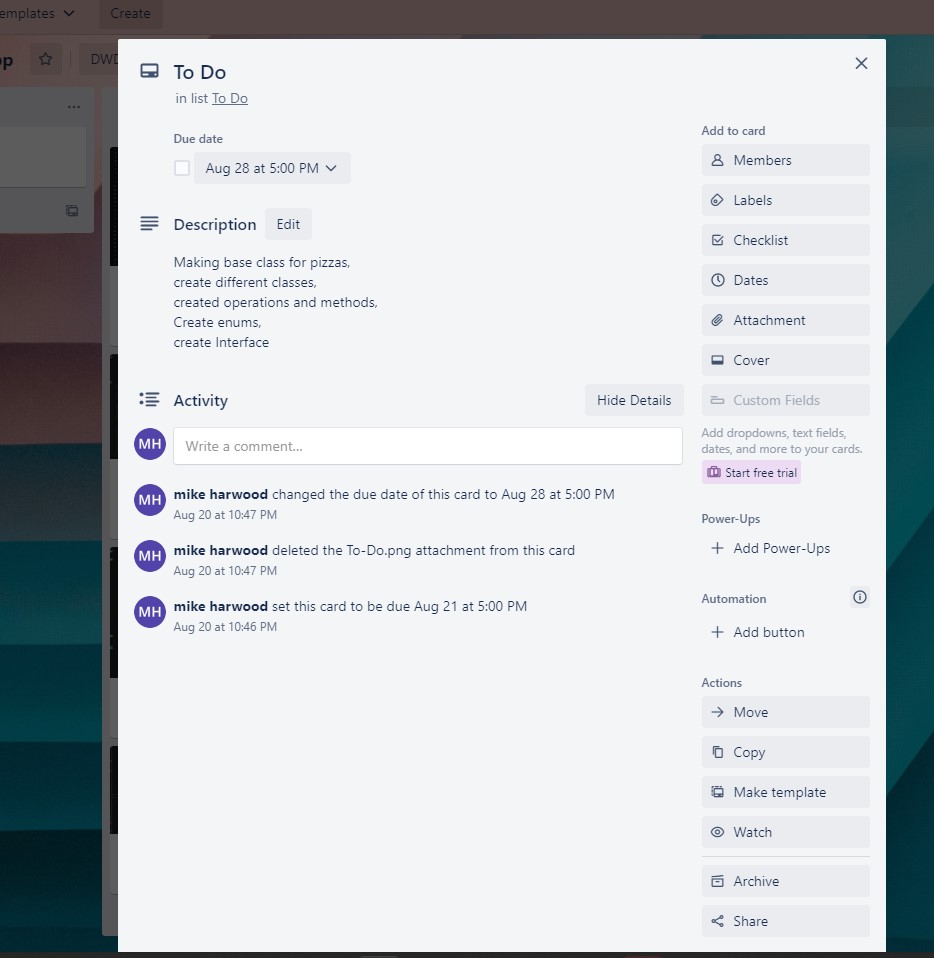 Create
DWD
To Do
in list To Do
Due date
Aug 28 at 5:00 PM
Description
Edit
Making base class for pizzas,
create different classes,
created operations and methods,
Create enums,
create Interface
Activity
Hide Details
MH
Write a comment…
MH
mike harwood changed the due date of this card to Aug 28 at 5:00 PM
Aug 20 at 10:47 PM
MH
mike harwood deleted the To-Do.png attachment from this card
Aug 20 at 10:47 PM
MH
mike harwood set this card to be due Aug 21 at 5:00 PM
Aug 20 at 10:46 PM
Add to card
Members
Labels
Checklist
Dates
Attachment
Cover
Custom Fields
Add dropdowns, text fields,
dates, and more to your cards.
Start free trial
Power-Ups
Add Power-Ups
Automation
Add button
Actions
Move
Copy
Make template
Watch
Archive
Share